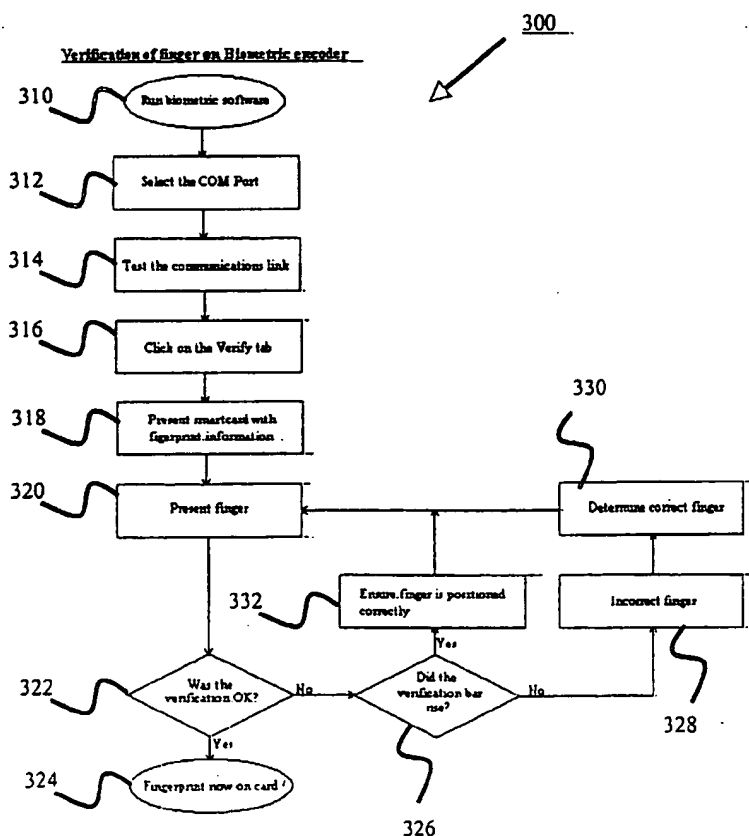 300
Verification of finger on Biometric encoder
310
Run biometric software
312
Select the COM Port
314
Test the communications link
316
Click on the Verify tab
318
Present smartcard with
figerprint.information
320
Present finger
330
Determine correct finger
332
Ensure.finger is positioned
correctly
Incorrect finger
328
Yes
322
Was the
verification OK?
No
Did the
verification bar
rise?
No
Yes
324
Fingerprint now on card
326